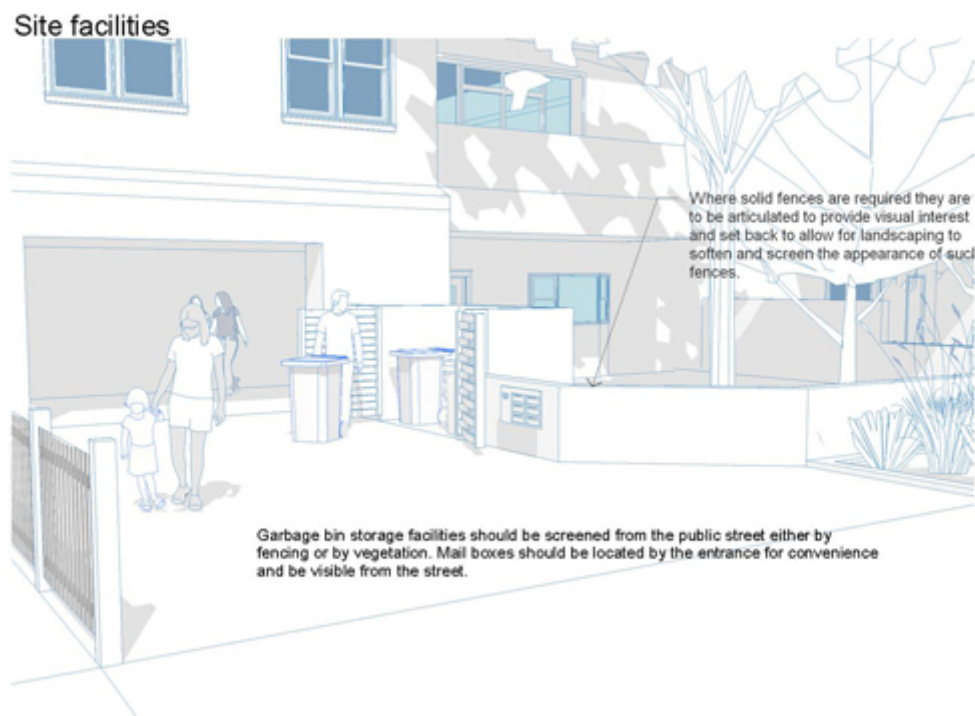 Site facilities
Where solid fences are required they are
to be articulated to provide visual interest
and set back to allow for landscaping to
soften and screen the appearance of suc
fences.
Garbage bin storage facilities should be screened from the public street either by
fencing or by vegetation. Mail boxes should be located by the entrance for convenience
and be visible from the street.